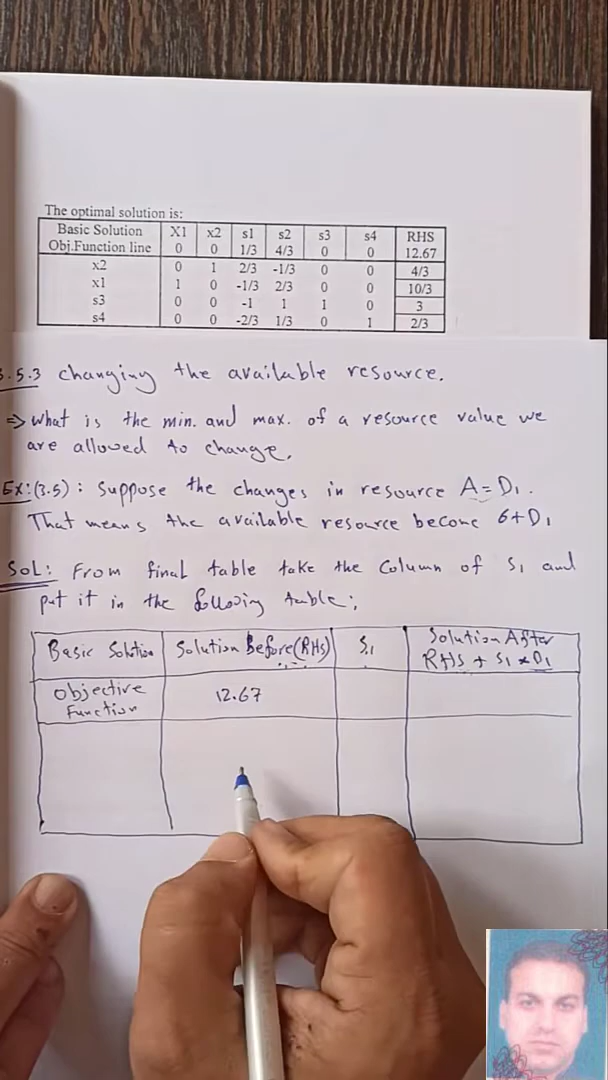 The optimal solution is:
Basic Solution X1 x2 s1 s2 s3 s4 RHS
Obj.Function line 0 0 1/3 4/3 0 0 12.67
x2 0 1 2/3 -1/3 0 0 4/3
x1 1 0 -1/3 2/3 0 0 10/3
s3 0 0 -1 1 1 0 3
s4 0 0 -2/3 1/3 0 1 2/3
3.5.3 changing the available resource.
⇒ What is the min. and max. of a resource value we
are allowed to change.
Ex:(3.5): Suppose the changes in resource A = D1.
That means the available resource become 6+D1
SOL: From final table take the Column of S1 and
put it in the following table:
Basic Solution Solution Before(RHS) S1 Solution After
RHS + S1 * D1
Objective
Function 12.67